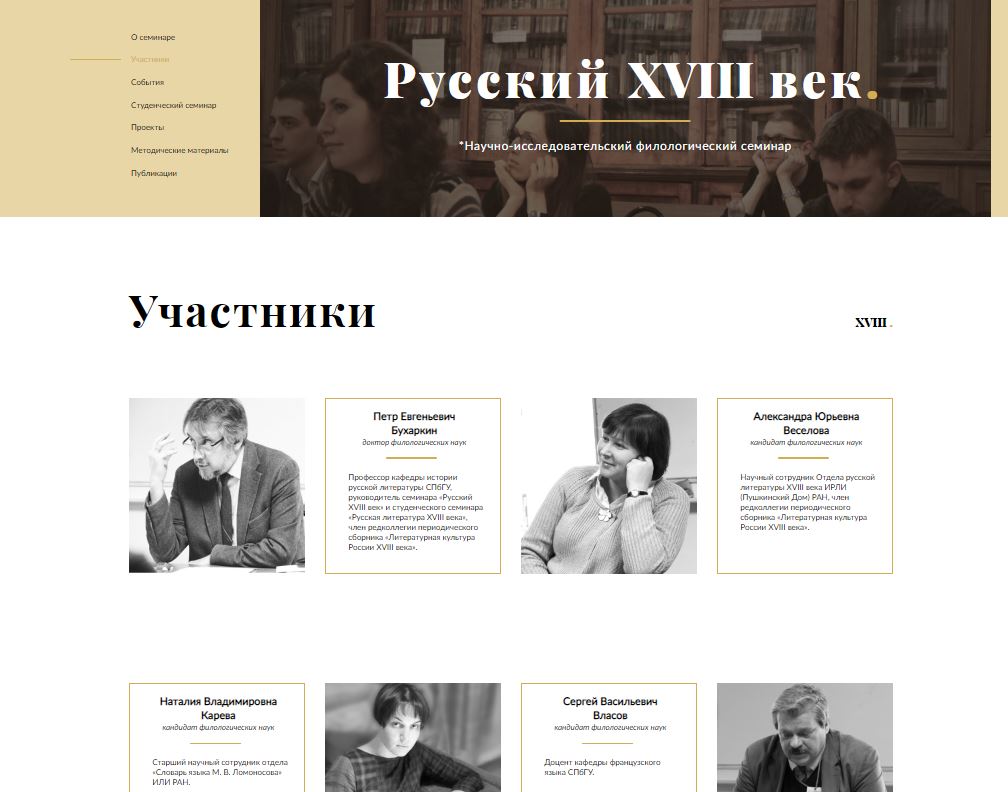 О семинаре
Участники
События
Студенческий семинар
Проекты
Методические материалы
Публикации
Русский XVIII век.
*Научно-исследовательский филологический семинар
Участники
XVIII.
Петр Евгеньевич
Бухаркин
доктор филологических наук
Профессор кафедры истории
русской литературы СПбГУ,
руководитель семинара «Русский
XVIII век» и студенческого семинара
«Русская литература XVIII века»,
член редколлегии периодического
сборника «Литературная культура
России XVIII века».
Александра Юрьевна
Веселова
кандидат филологических наук
Научный сотрудник Отдела русской
литературы XVIII века ИРЛИ
(Пушкинский Дом) РАН, член
редколлегии периодического
сборника «Литературная культура
России XVIII века».
Наталия Владимировна
Карева
кандидат филологических наук
Старший научный сотрудник отдела
«Словарь языка М. В. Ломоносова»
ИЛИ РАН.
Сергей Васильевич
Власов
кандидат филологических наук
Доцент кафедры французского
языка СПбГУ.